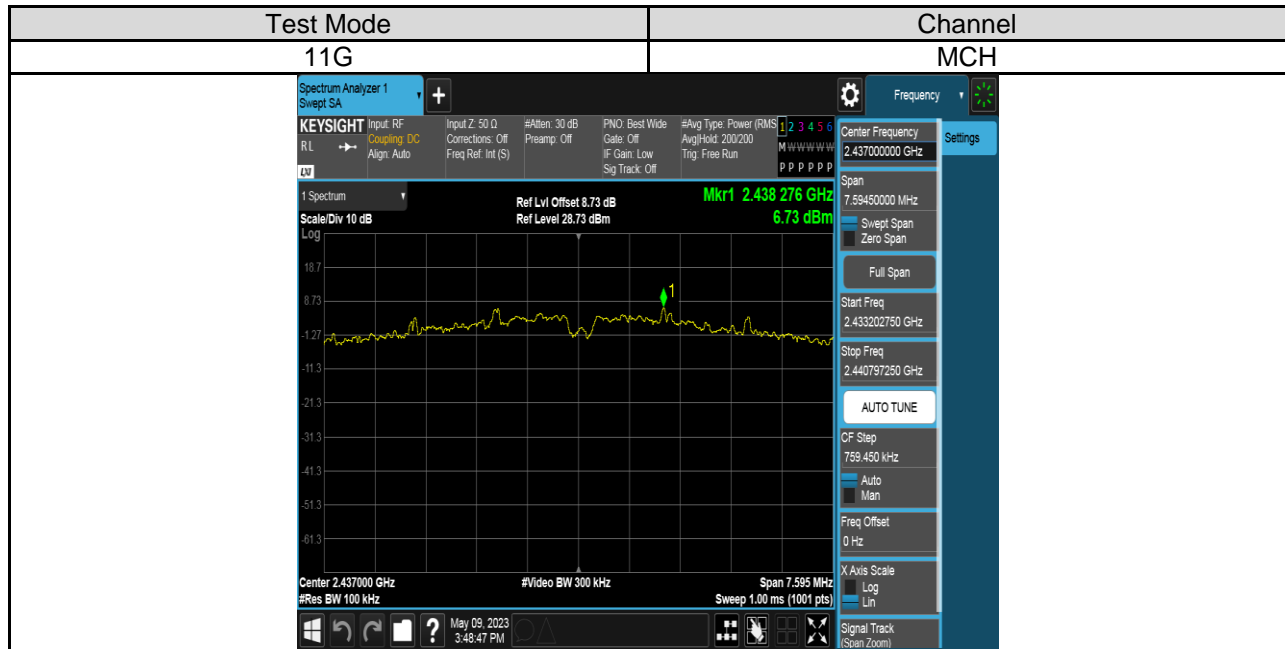 Test Mode Channel
11G MCH
Spectrum Analyzer 1
Swept SA
+
Frequency
KEYSIGHT
RL
LXI
Input: RF
Coupling: DC
Align: Auto
Input Z: 50 Ω
Corrections: Off
Freq Ref: Int (S)
#Atten: 30 dB
Preamp: Off
PNO: Best Wide
Gate: Off
IF Gain: Low
Sig Track: Off
#Avg Type: Power (RMS
Avg|Hold: 200/200
Trig: Free Run
1 2 3 4 5 6
M W W W W W
P P P P P P
1 Spectrum
Scale/Div 10 dB
Log
Ref Lvl Offset 8.73 dB
Ref Level 28.73 dBm
Mkr1 2.438 276 GHz
6.73 dBm
18.7
8.73
-1.27
-11.3
-21.3
-31.3
-41.3
-51.3
-61.3
1
Center 2.437000 GHz
#Res BW 100 kHz
#Video BW 300 kHz
Span 7.595 MHz
Sweep 1.00 ms (1001 pts)
Center Frequency
2.437000000 GHz
Settings
Span
7.59450000 MHz
Swept Span
Zero Span
Full Span
Start Freq
2.433202750 GHz
Stop Freq
2.440797250 GHz
AUTO TUNE
CF Step
759.450 kHz
Auto
Man
Freq Offset
0 Hz
X Axis Scale
Log
Lin
Signal Track
(Span Zoom)
?
May 09, 2023
3:48:47 PM